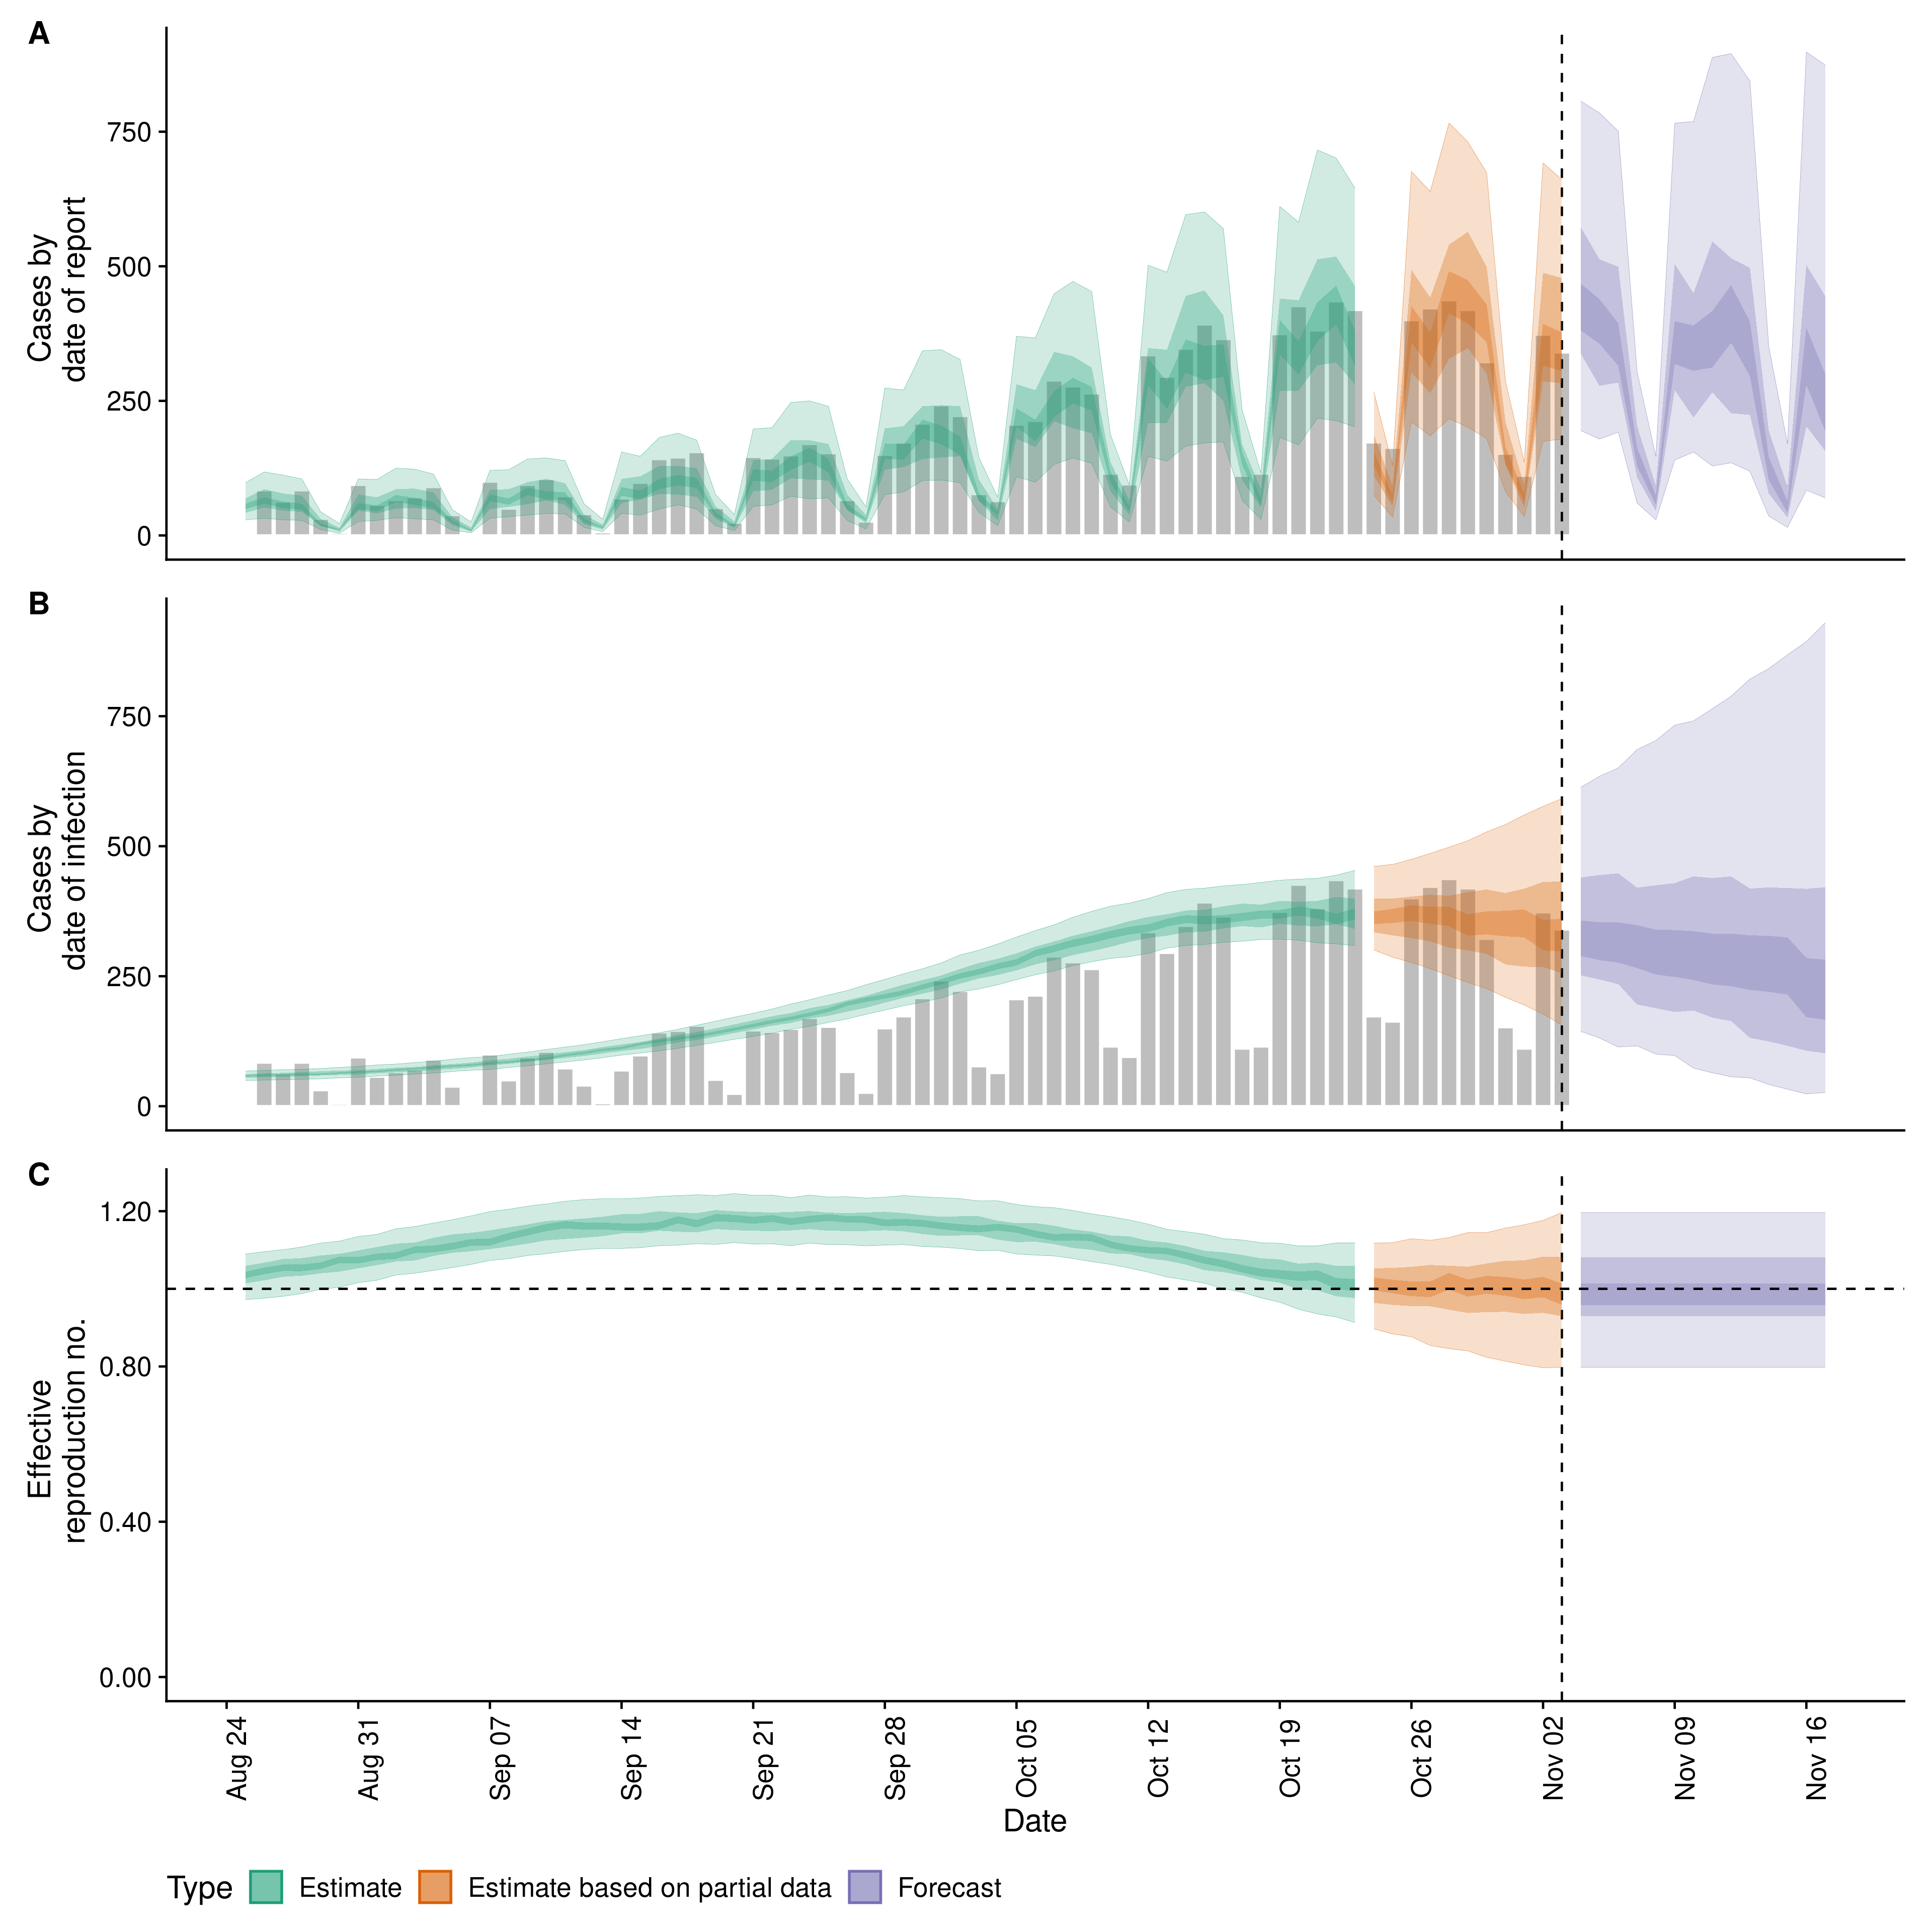 A
Cases by
date of report
750
500
250
0
B
Cases by
date of infection
750
500
250
0
C
Effective
reproduction no.
1.20
0.80
0.40
0.00
Aug 24
Aug 31
Sep 07
Sep 14
Sep 21
Sep 28
Oct 05
Oct 12
Oct 19
Oct 26
Nov 02
Nov 09
Nov 16
Date
Type Estimate Estimate based on partial data Forecast